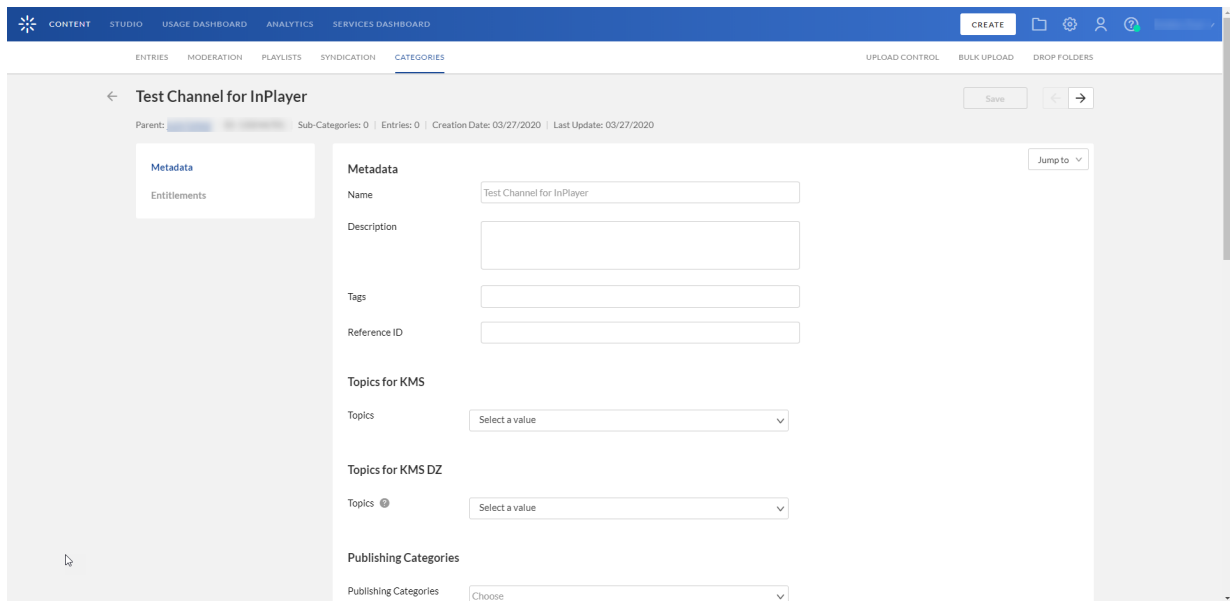 CONTENT STUDIO USAGE DASHBOARD ANALYTICS SERVICES DASHBOARD CREATE
ENTRIES MODERATION PLAYLISTS SYNDICATION CATEGORIES UPLOAD CONTROL BULK UPLOAD DROP FOLDERS
Test Channel for InPlayer Save
Parent: Sub-Categories: 0 | Entries: 0 | Creation Date: 03/27/2020 | Last Update: 03/27/2020
Metadata
Entitlements
Jump to
Metadata
Name Test Channel for InPlayer
Description
Tags
Reference ID
Topics for KMS
Topics Select a value
Topics for KMS DZ
Topics Select a value
Publishing Categories
Publishing Categories Choose